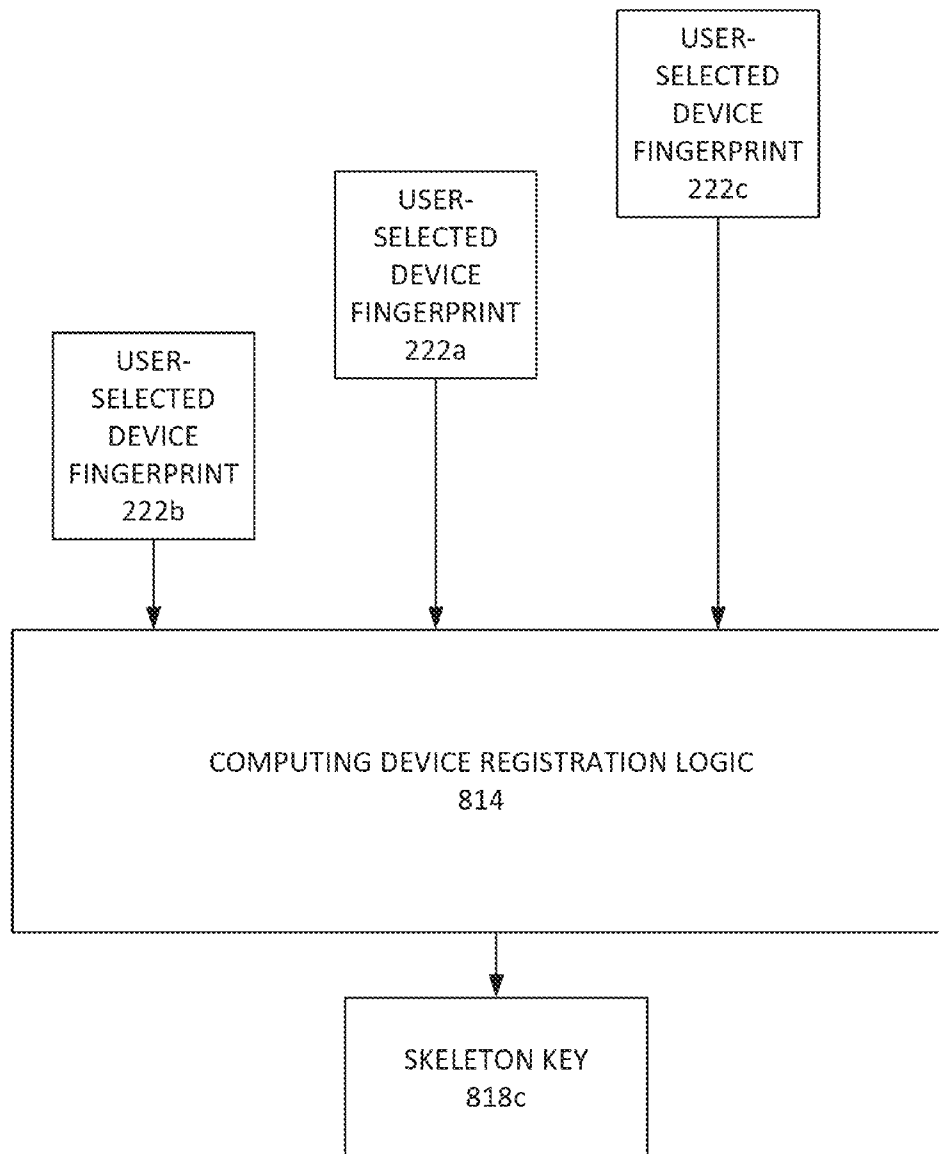 USER-
SELECTED
DEVICE
FINGERPRINT
222c
USER-
SELECTED
DEVICE
FINGERPRINT
222a
USER-
SELECTED
DEVICE
FINGERPRINT
222b
COMPUTING DEVICE REGISTRATION LOGIC
814
SKELETON KEY
818c